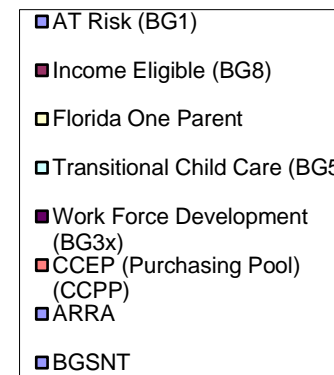 AT Risk (BG1)
Income Eligible (BG8)
Florida One Parent
Transitional Child Care (BG5
Work Force Development
(BG3x)
CCEP (Purchasing Pool)
(CCPP)
ARRA
BGSNT